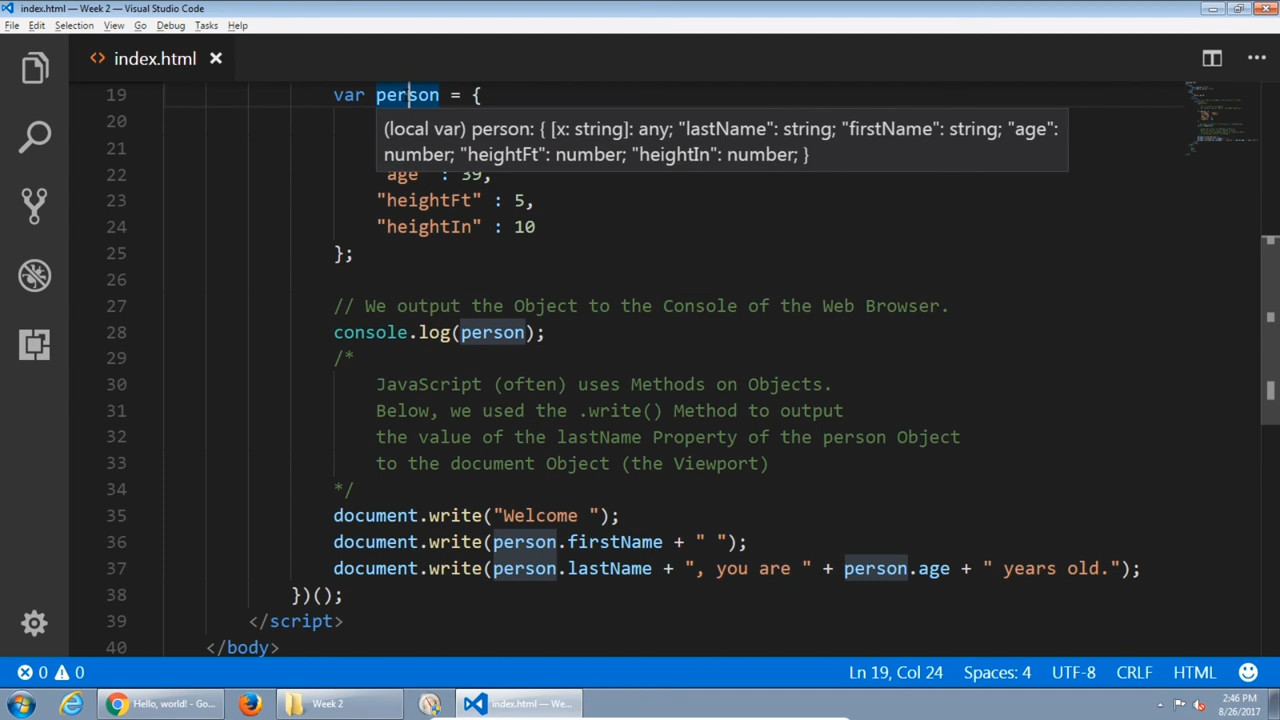 index.html — Week 2 — Visual Studio Code
File Edit Selection View Go Debug Tasks Help
<> index.html ×
19 var person = {
20 (local var) person: { [x: string]: any; "lastName": string; "firstName": string; "age":
21 number; "heightFt": number; "heightIn": number; }
22 "age" : 39,
23 "heightFt" : 5,
24 "heightIn" : 10
25 };
26
27 // We output the Object to the Console of the Web Browser.
28 console.log(person);
29 /*
30 JavaScript (often) uses Methods on Objects.
31 Below, we used the .write() Method to output
32 the value of the lastName Property of the person Object
33 to the document Object (the Viewport)
34 */
35 document.write("Welcome ");
36 document.write(person.firstName + " ");
37 document.write(person.lastName + ", you are " + person.age + " years old.");
38 })();
39 </script>
40 </body>
0 0 Ln 19, Col 24 Spaces: 4 UTF-8 CRLF HTML
Hello, world! - Go... Week 2 index.html — We... 2:46 PM
8/26/2017